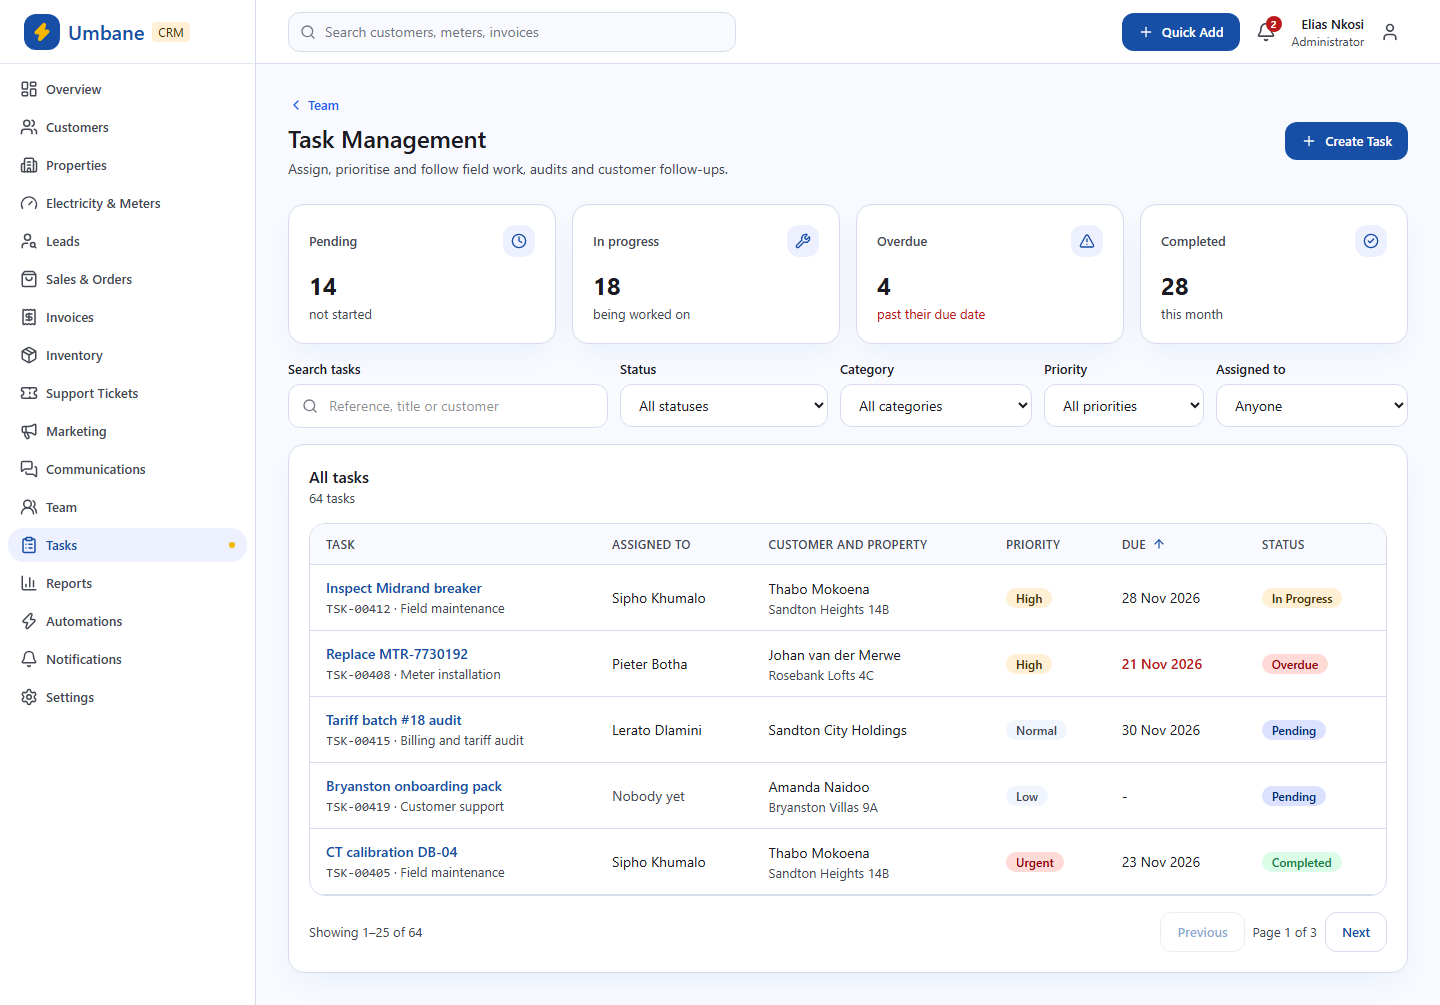 Umbane CRM
Search customers, meters, invoices
Quick Add
2
Elias Nkosi
Administrator
Overview
Customers
Properties
Electricity & Meters
Leads
Sales & Orders
Invoices
Inventory
Support Tickets
Marketing
Communications
Team
Tasks
Reports
Automations
Notifications
Settings
Team
Task Management
Assign, prioritise and follow field work, audits and customer follow-ups.
Create Task
Pending
14
not started
In progress
18
being worked on
Overdue
4
past their due date
Completed
28
this month
Search tasks
Reference, title or customer
Status
All statuses
Category
All categories
Priority
All priorities
Assigned to
Anyone
All tasks
64 tasks
TASK ASSIGNED TO CUSTOMER AND PROPERTY PRIORITY DUE STATUS
Inspect Midrand breaker
TSK-00412 · Field maintenance
Sipho Khumalo
Thabo Mokoena
Sandton Heights 14B
High
28 Nov 2026
In Progress
Replace MTR-7730192
TSK-00408 · Meter installation
Pieter Botha
Johan van der Merwe
Rosebank Lofts 4C
High
21 Nov 2026
Overdue
Tariff batch #18 audit
TSK-00415 · Billing and tariff audit
Lerato Dlamini
Sandton City Holdings
Normal
30 Nov 2026
Pending
Bryanston onboarding pack
TSK-00419 · Customer support
Nobody yet
Amanda Naidoo
Bryanston Villas 9A
Low
-
Pending
CT calibration DB-04
TSK-00405 · Field maintenance
Sipho Khumalo
Thabo Mokoena
Sandton Heights 14B
Urgent
23 Nov 2026
Completed
Showing 1–25 of 64
Previous
Page 1 of 3
Next